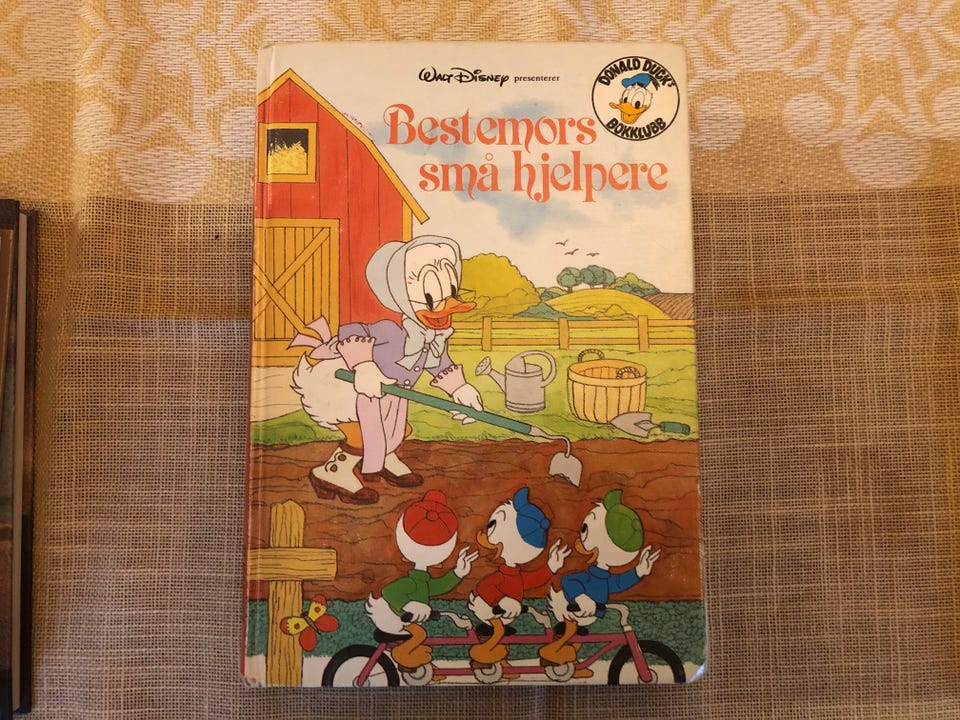 WALT DISNEY presenterer
DONALD DUCK's
BOKKLUBB
Bestemors
små hjelpere